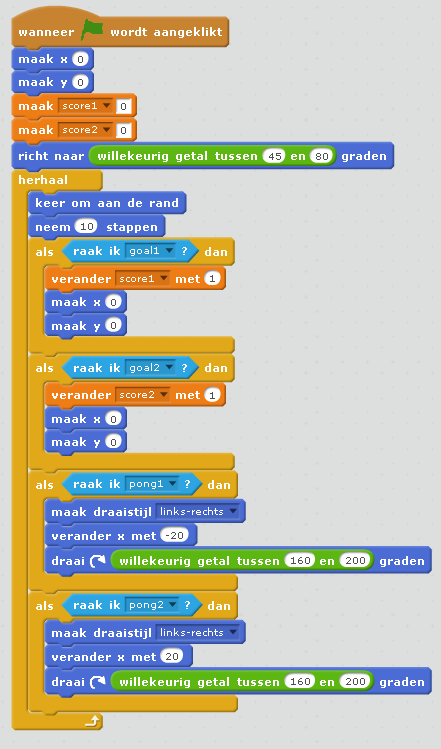 wanneer wordt aangeklikt
maak x 0
maak y 0
maak score1 0
maak score2 0
richt naar willekeurig getal tussen 45 en 80 graden
herhaal
keer om aan de rand
neem 10 stappen
als raak ik goal1 ? dan
verander score1 met 1
maak x 0
maak y 0
als raak ik goal2 ? dan
verander score2 met 1
maak x 0
maak y 0
als raak ik pong1 ? dan
maak draaistijl links-rechts
verander x met -20
draai willekeurig getal tussen 160 en 200 graden
als raak ik pong2 ? dan
maak draaistijl links-rechts
verander x met 20
draai willekeurig getal tussen 160 en 200 graden